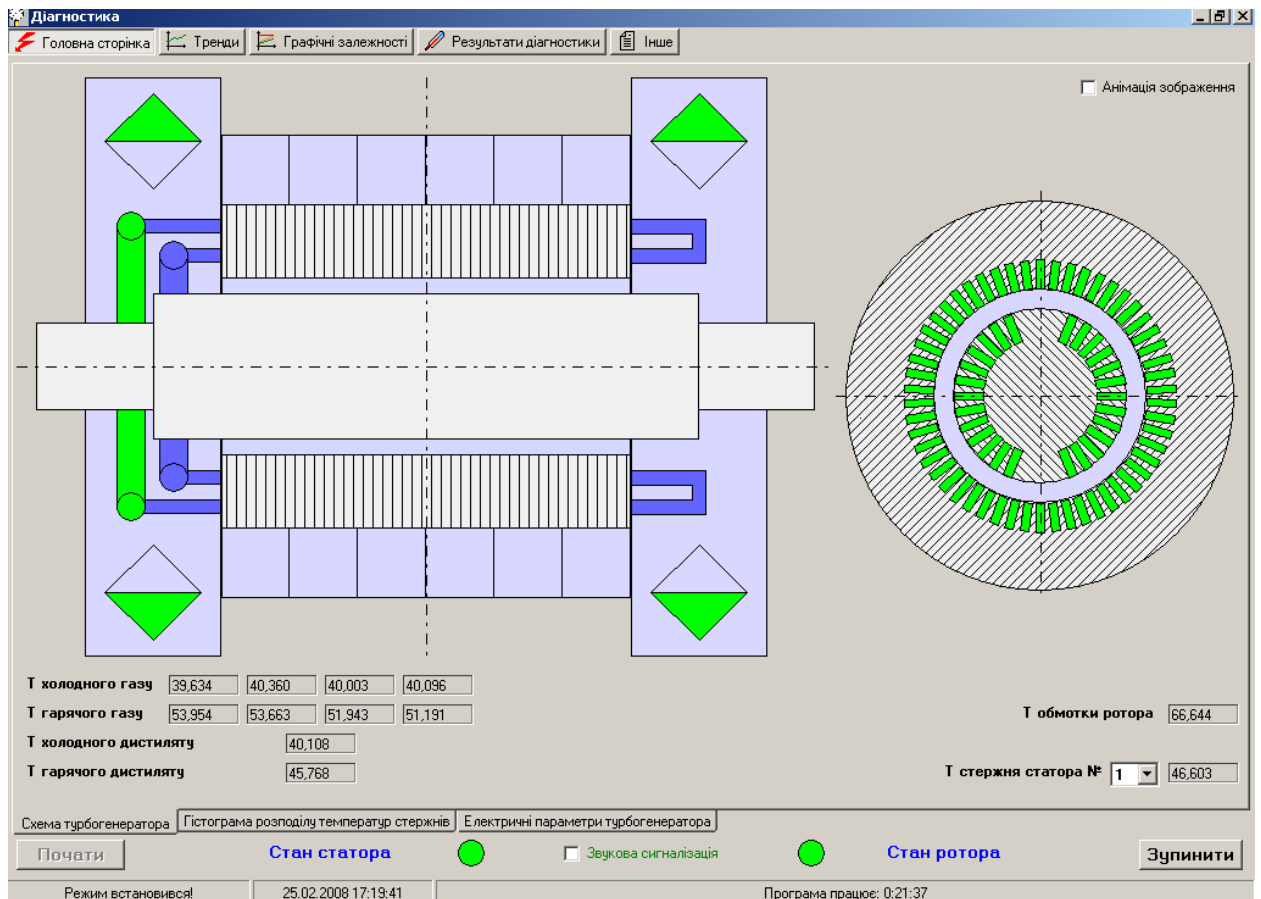 Діагностика
Головна сторінка Тренди Графічні залежності Результати діагностики Інше
Анімація зображення
Т холодного газу 39,634 40,360 40,003 40,096
Т гарячого газу 53,954 53,663 51,943 51,191
Т обмотки ротора 66,644
Т холодного дистиляту 40,108
Т гарячого дистиляту 45,768
Т стержня статора № 1 46,603
Схема турбогенератора Гістограма розподілу температур стержнів Електричні параметри турбогенератора
Почати Стан статора Звукова сигналізація Стан ротора Зупинити
Режим встановився! 25.02.2008 17:19:41 Програма працює: 0:21:37